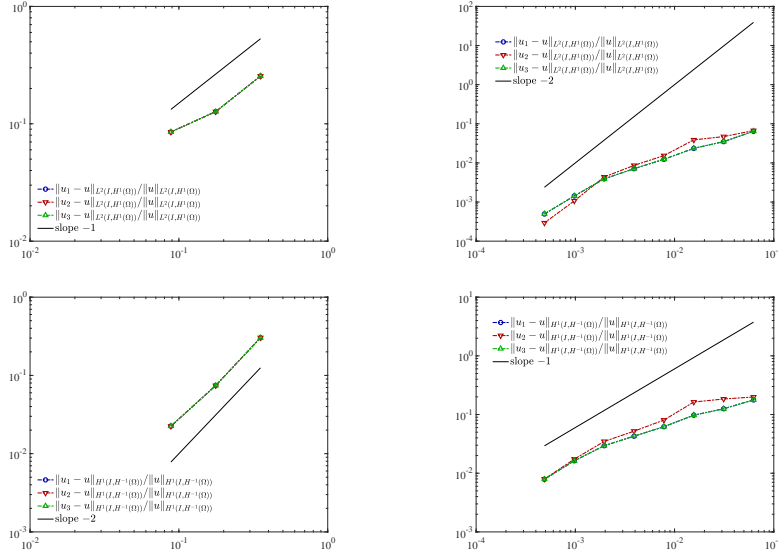 10^0
10^{-1}
10^{-2}
10^{-2}
10^{-1}
10^0
‖u_1 − u‖_{L^2(I,H^1(Ω))}/‖u‖_{L^2(I,H^1(Ω))}
‖u_2 − u‖_{L^2(I,H^1(Ω))}/‖u‖_{L^2(I,H^1(Ω))}
‖u_3 − u‖_{L^2(I,H^1(Ω))}/‖u‖_{L^2(I,H^1(Ω))}
slope −1
10^2
10^1
10^0
10^{-1}
10^{-2}
10^{-3}
10^{-4}
10^{-4}
10^{-3}
10^{-2}
10^{-1}
‖u_1 − u‖_{L^2(I,H^1(Ω))}/‖u‖_{L^2(I,H^1(Ω))}
‖u_2 − u‖_{L^2(I,H^1(Ω))}/‖u‖_{L^2(I,H^1(Ω))}
‖u_3 − u‖_{L^2(I,H^1(Ω))}/‖u‖_{L^2(I,H^1(Ω))}
slope −2
10^0
10^{-1}
10^{-2}
10^{-3}
10^{-2}
10^{-1}
10^0
‖u_1 − u‖_{H^1(I,H^{-1}(Ω))}/‖u‖_{H^1(I,H^{-1}(Ω))}
‖u_2 − u‖_{H^1(I,H^{-1}(Ω))}/‖u‖_{H^1(I,H^{-1}(Ω))}
‖u_3 − u‖_{H^1(I,H^{-1}(Ω))}/‖u‖_{H^1(I,H^{-1}(Ω))}
slope −2
10^1
10^0
10^{-1}
10^{-2}
10^{-3}
10^{-4}
10^{-3}
10^{-2}
10^{-1}
‖u_1 − u‖_{H^1(I,H^{-1}(Ω))}/‖u‖_{H^1(I,H^{-1}(Ω))}
‖u_2 − u‖_{H^1(I,H^{-1}(Ω))}/‖u‖_{H^1(I,H^{-1}(Ω))}
‖u_3 − u‖_{H^1(I,H^{-1}(Ω))}/‖u‖_{H^1(I,H^{-1}(Ω))}
slope −1